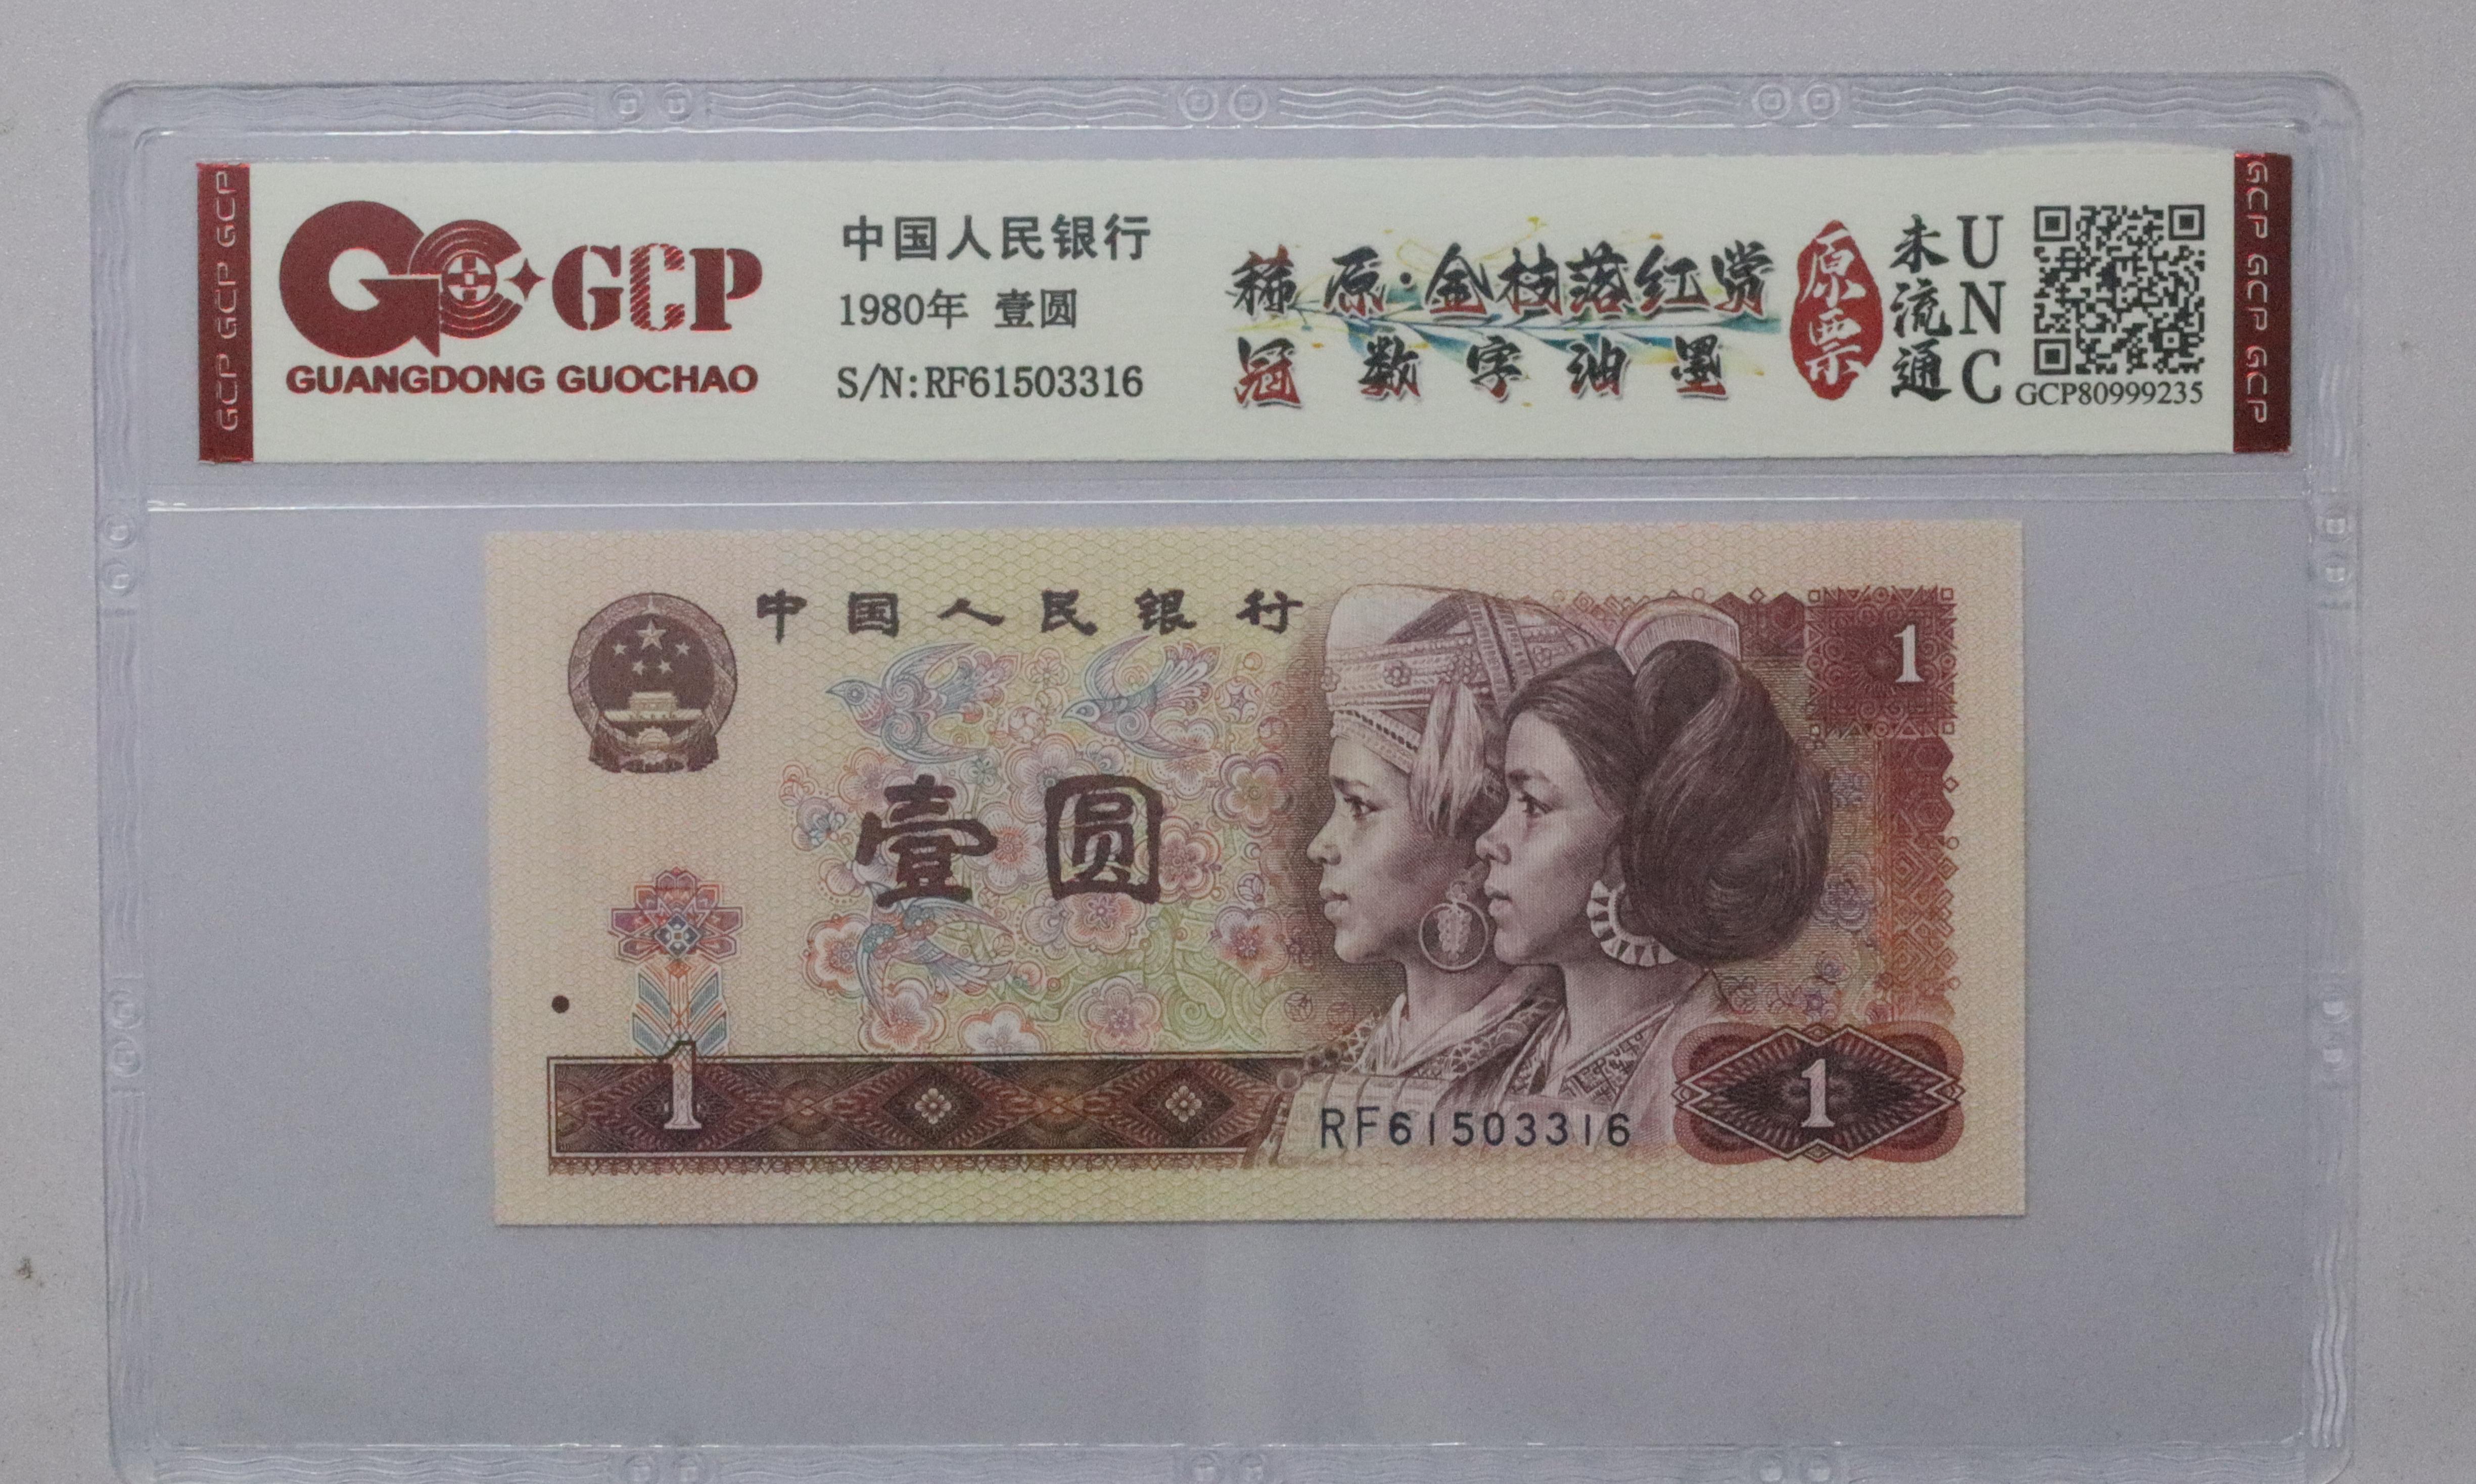 GCP GCP GCP
GCP
GUANGDONG GUOCHAO
中国人民银行
1980年 壹圆
S/N:RF61503316
稀原·金枝落红赏
冠数字油墨
原票
未流通
UNC
GCP80999235
GCP GCP GCP
中国人民银行
1
壹圆
1
RF61503316
1